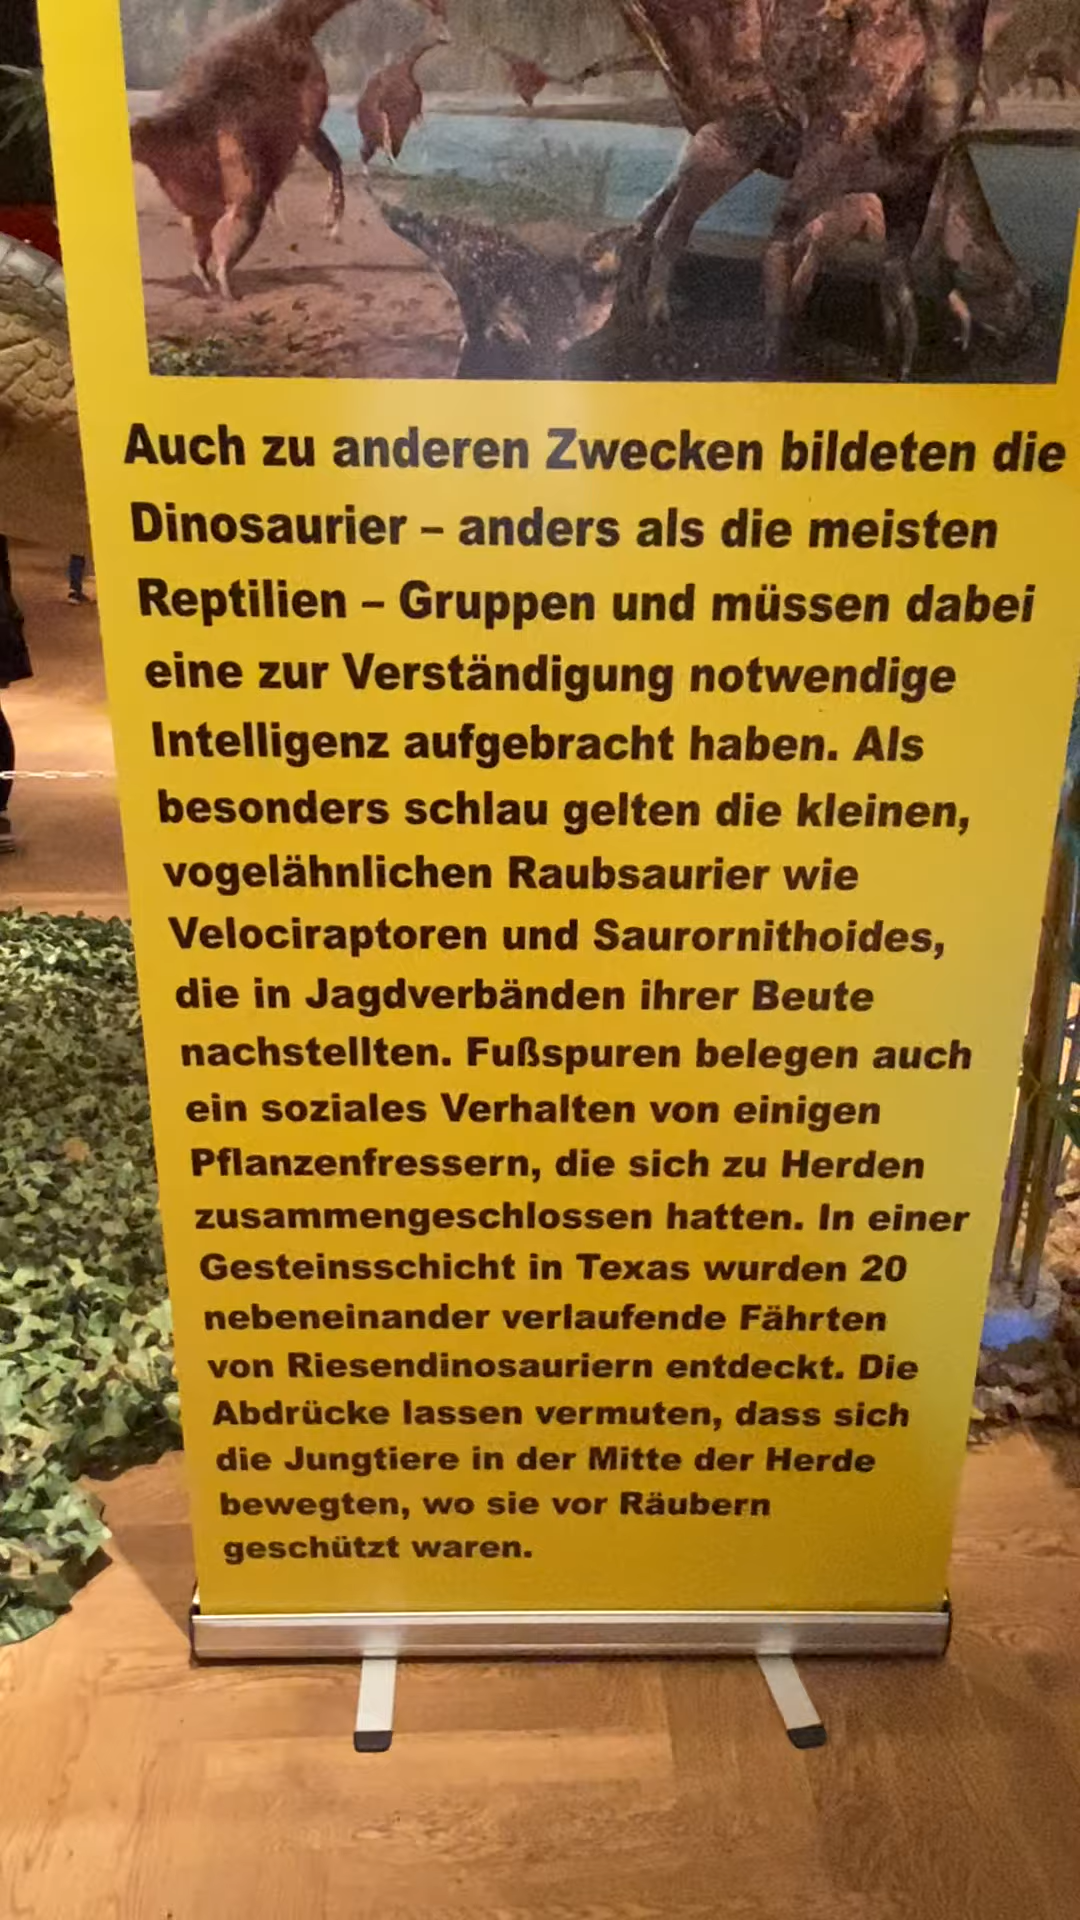 Auch zu anderen Zwecken bildeten die
Dinosaurier – anders als die meisten
Reptilien – Gruppen und müssen dabei
eine zur Verständigung notwendige
Intelligenz aufgebracht haben. Als
besonders schlau gelten die kleinen,
vogelähnlichen Raubsaurier wie
Velociraptoren und Saurornithoides,
die in Jagdverbänden ihrer Beute
nachstellten. Fußspuren belegen auch
ein soziales Verhalten von einigen
Pflanzenfressern, die sich zu Herden
zusammengeschlossen hatten. In einer
Gesteinsschicht in Texas wurden 20
nebeneinander verlaufende Fährten
von Riesendinosauriern entdeckt. Die
Abdrücke lassen vermuten, dass sich
die Jungtiere in der Mitte der Herde
bewegten, wo sie vor Räubern
geschützt waren.